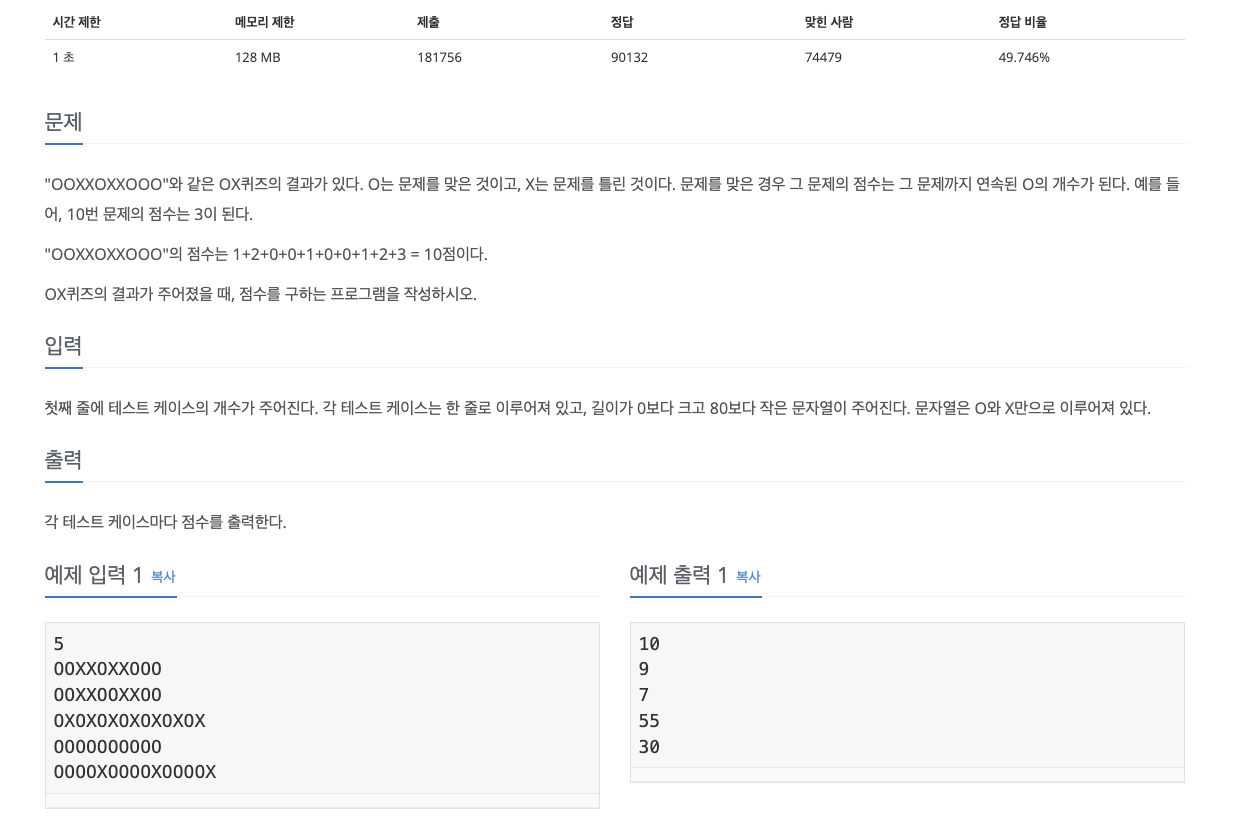 시간 제한 메모리 제한 제출 정답 맞힌 사람 정답 비율
1 초 128 MB 181756 90132 74479 49.746%
문제
"OOXXOXXOOO"와 같은 OX퀴즈의 결과가 있다. O는 문제를 맞은 것이고, X는 문제를 틀린 것이다. 문제를 맞은 경우 그 문제의 점수는 그 문제까지 연속된 O의 개수가 된다. 예를 들
어, 10번 문제의 점수는 3이 된다.
"OOXXOXXOOO"의 점수는 1+2+0+0+1+0+0+1+2+3 = 10점이다.
OX퀴즈의 결과가 주어졌을 때, 점수를 구하는 프로그램을 작성하시오.
입력
첫째 줄에 테스트 케이스의 개수가 주어진다. 각 테스트 케이스는 한 줄로 이루어져 있고, 길이가 0보다 크고 80보다 작은 문자열이 주어진다. 문자열은 O와 X만으로 이루어져 있다.
출력
각 테스트 케이스마다 점수를 출력한다.
예제 입력 1 복사
5
OOXXOXXOOO
OOXXOOXXOO
OXOXOXOXOXOXOX
OOOOOOOOOO
OOOOXOOOOXOOOOX
예제 출력 1 복사
10
9
7
55
30